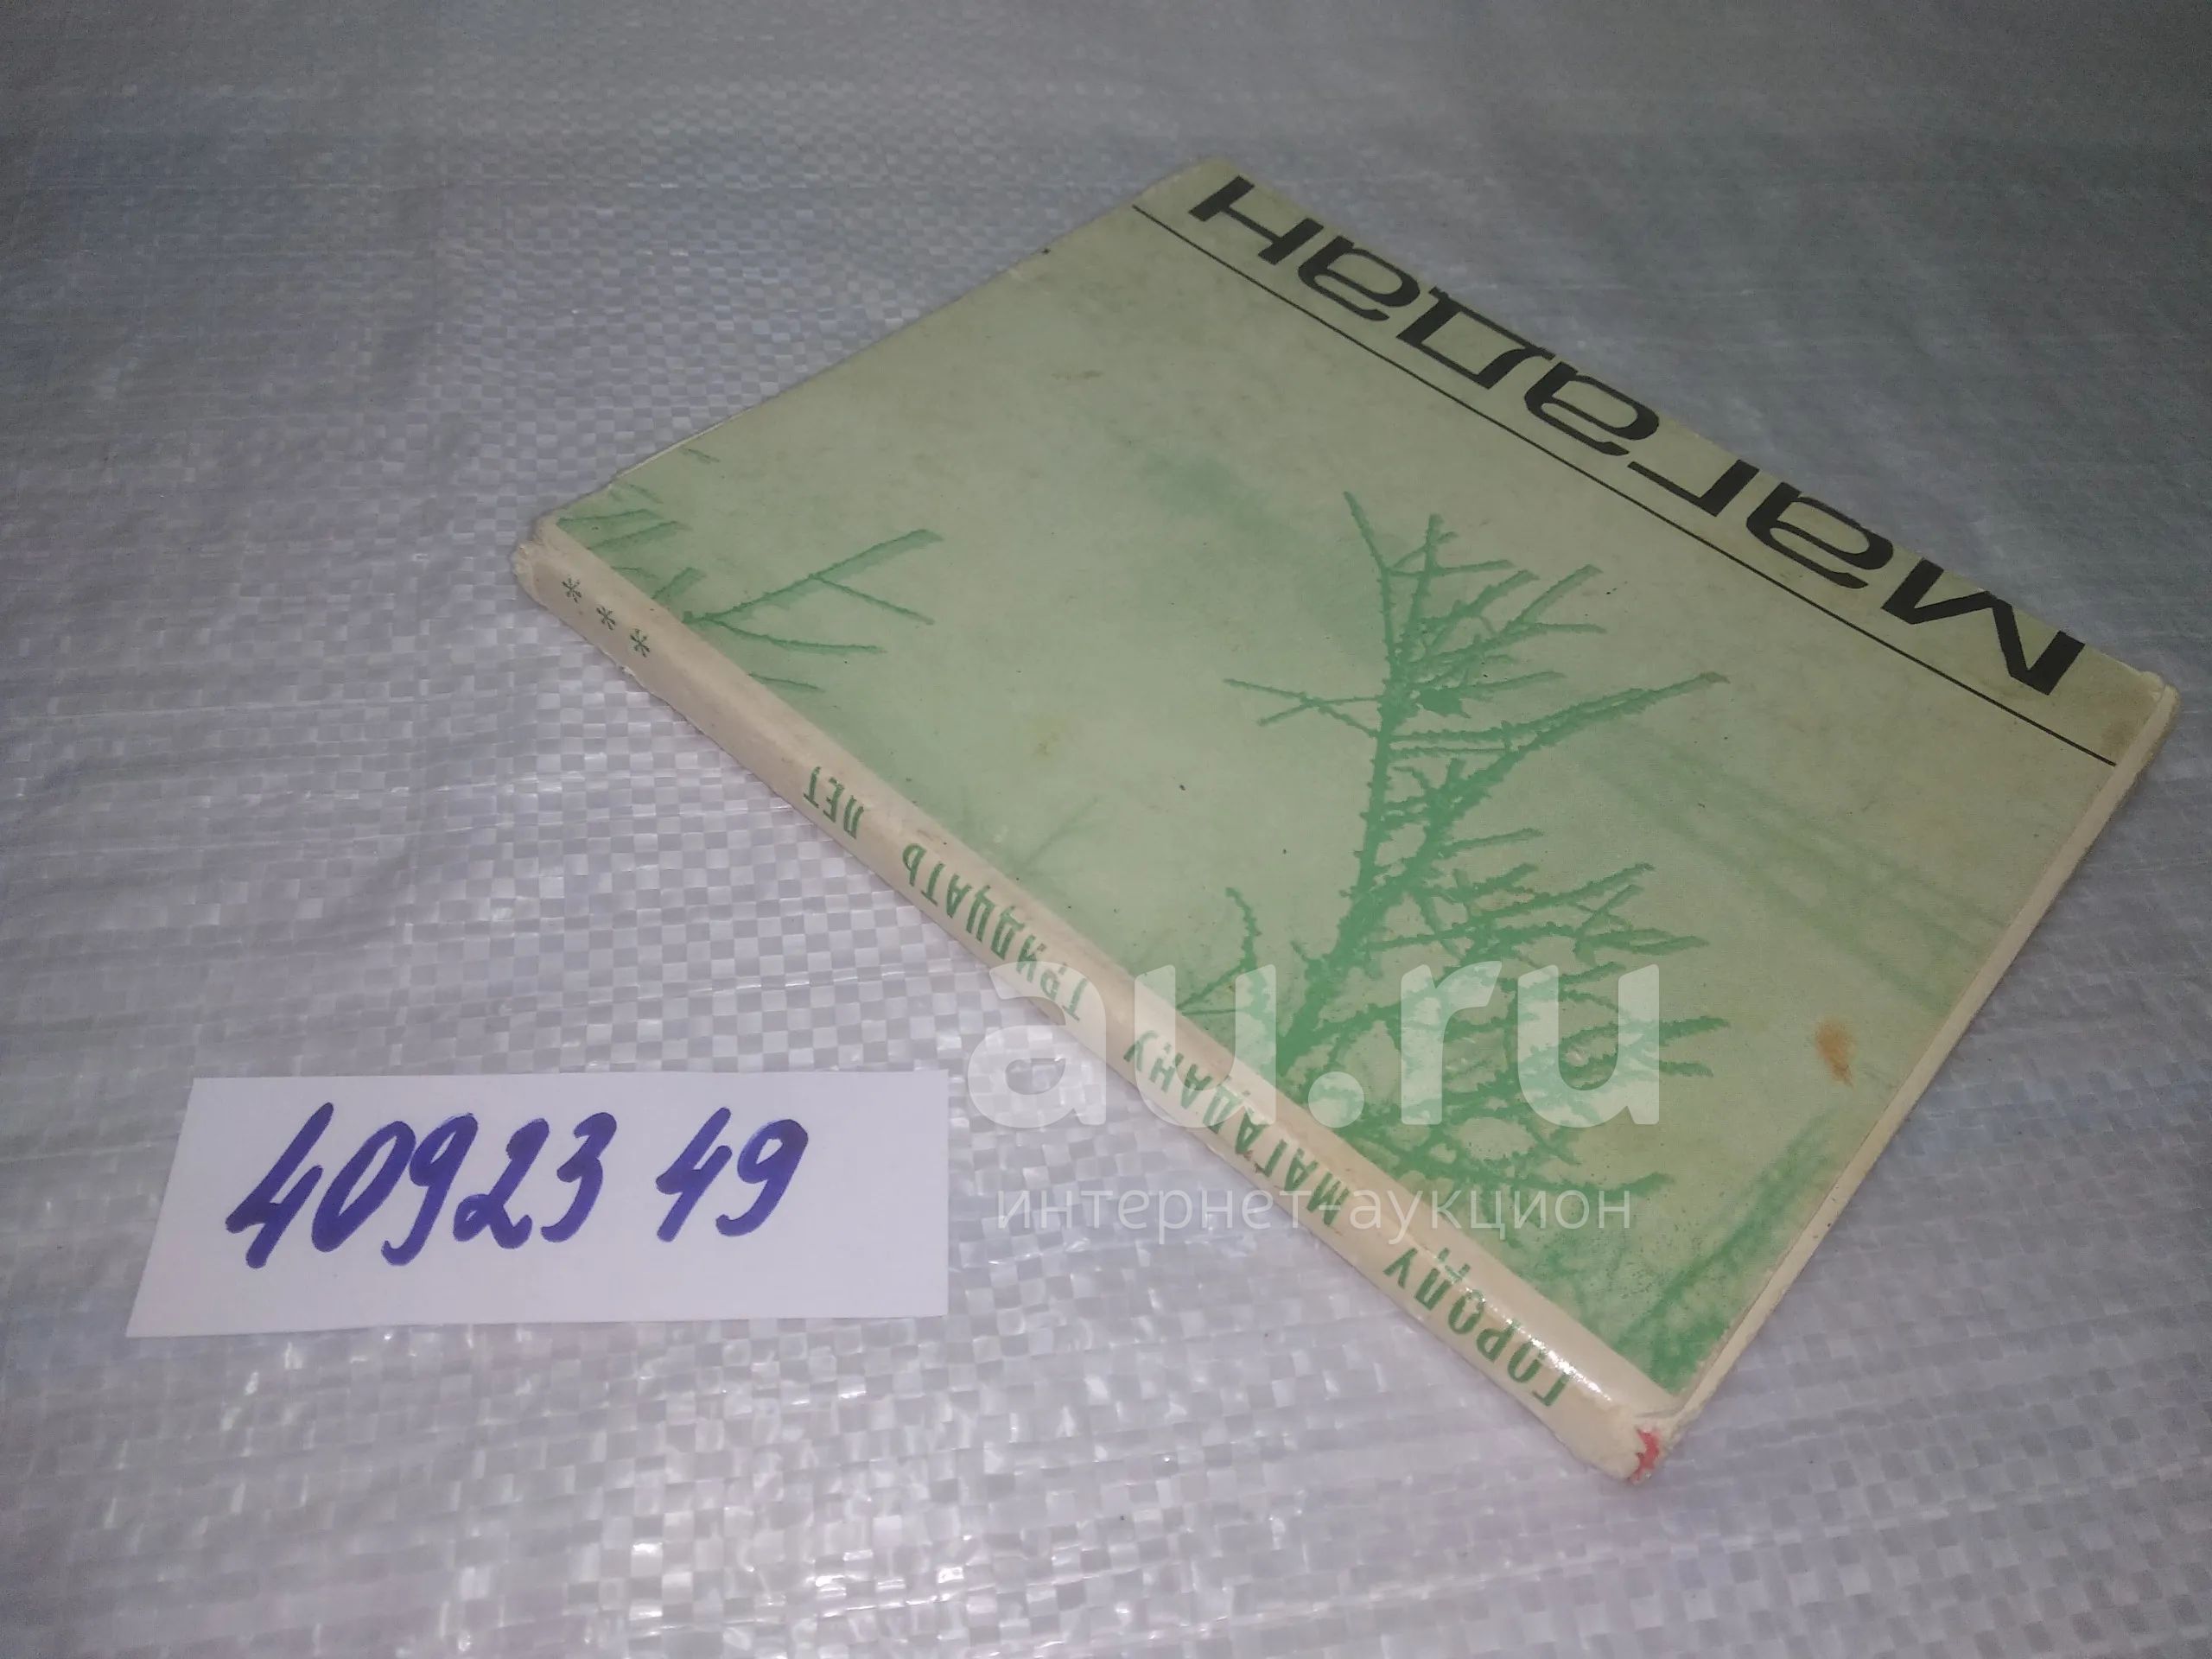 Магадан
* * *
ГОРОДУ МАГАДАНУ ТРИДЦАТЬ ЛЕТ
au.ru
интернет-аукцион
4092349